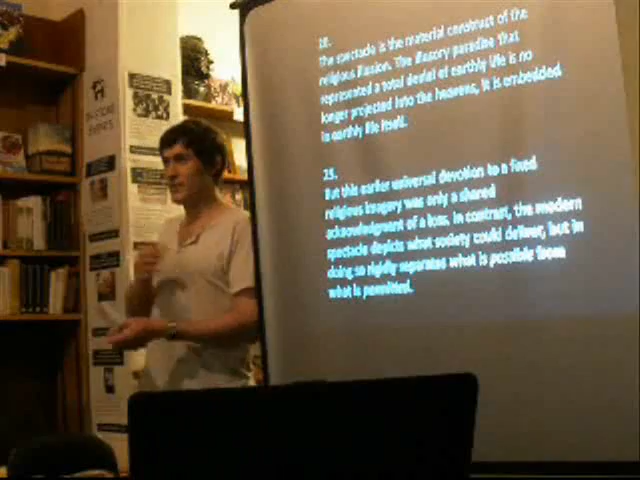 The spectacle is the material construct of the
religious illusion. The illusory paradise that
represented a total denial of earthly life is no
longer projected into the heavens, it is embedded
in earthly life itself.
25.
But this earlier universal devotion to a fixed
religious imagery was only a shared
acknowledgment of a loss. In contrast, the modern
spectacle depicts what society could deliver, but in
doing so rigidly separates what is possible from
what is permitted.